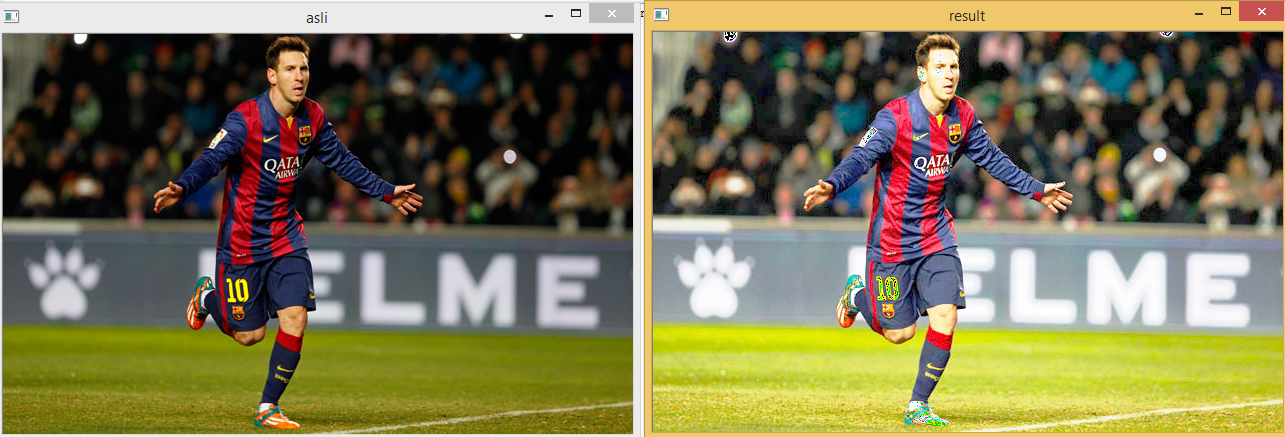 asli
result
QATAR
AIRWAYS
ELME
10
QATAR
AIRWAYS
ELME
10